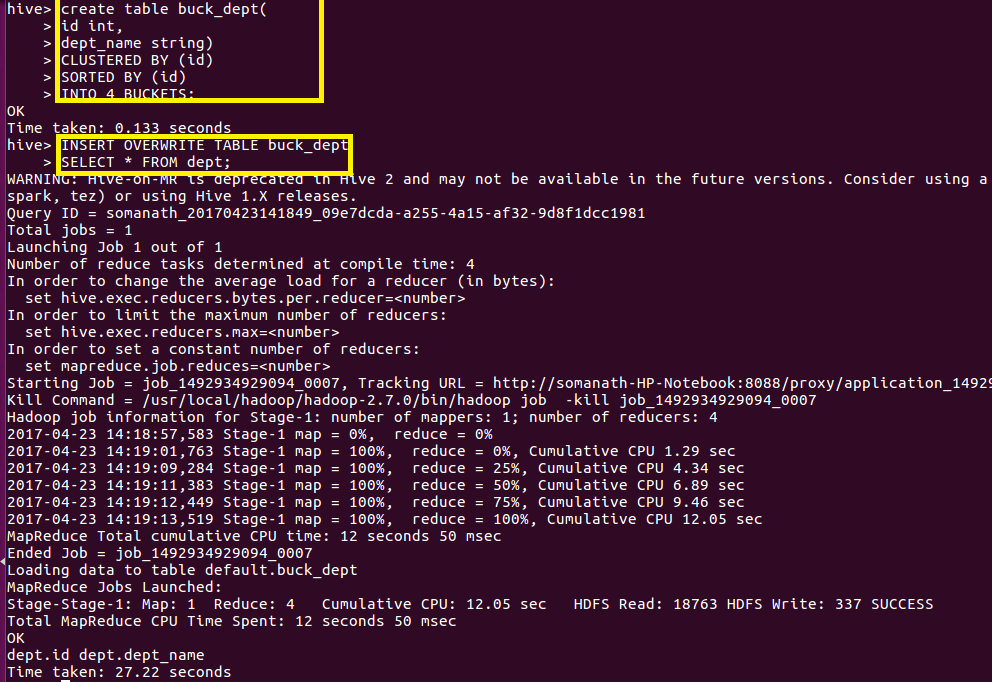 hive> create table buck_dept(
    > id int,
    > dept_name string)
    > CLUSTERED BY (id)
    > SORTED BY (id)
    > INTO 4 BUCKETS;
OK
Time taken: 0.133 seconds
hive> INSERT OVERWRITE TABLE buck_dept
    > SELECT * FROM dept;
WARNING: Hive-on-MR is deprecated in Hive 2 and may not be available in the future versions. Consider using a
spark, tez) or using Hive 1.X releases.
Query ID = somanath_20170423141849_09e7dcda-a255-4a15-af32-9d8f1dcc1981
Total jobs = 1
Launching Job 1 out of 1
Number of reduce tasks determined at compile time: 4
In order to change the average load for a reducer (in bytes):
  set hive.exec.reducers.bytes.per.reducer=<number>
In order to limit the maximum number of reducers:
  set hive.exec.reducers.max=<number>
In order to set a constant number of reducers:
  set mapreduce.job.reduces=<number>
Starting Job = job_1492934929094_0007, Tracking URL = http://somanath-HP-Notebook:8088/proxy/application_1492
Kill Command = /usr/local/hadoop/hadoop-2.7.0/bin/hadoop job  -kill job_1492934929094_0007
Hadoop job information for Stage-1: number of mappers: 1; number of reducers: 4
2017-04-23 14:18:57,583 Stage-1 map = 0%,  reduce = 0%
2017-04-23 14:19:01,763 Stage-1 map = 100%,  reduce = 0%, Cumulative CPU 1.29 sec
2017-04-23 14:19:09,284 Stage-1 map = 100%,  reduce = 25%, Cumulative CPU 4.34 sec
2017-04-23 14:19:11,383 Stage-1 map = 100%,  reduce = 50%, Cumulative CPU 6.89 sec
2017-04-23 14:19:12,449 Stage-1 map = 100%,  reduce = 75%, Cumulative CPU 9.46 sec
2017-04-23 14:19:13,519 Stage-1 map = 100%,  reduce = 100%, Cumulative CPU 12.05 sec
MapReduce Total cumulative CPU time: 12 seconds 50 msec
Ended Job = job_1492934929094_0007
Loading data to table default.buck_dept
MapReduce Jobs Launched:
Stage-Stage-1: Map: 1  Reduce: 4   Cumulative CPU: 12.05 sec   HDFS Read: 18763 HDFS Write: 337 SUCCESS
Total MapReduce CPU Time Spent: 12 seconds 50 msec
OK
dept.id dept.dept_name
Time taken: 27.22 seconds